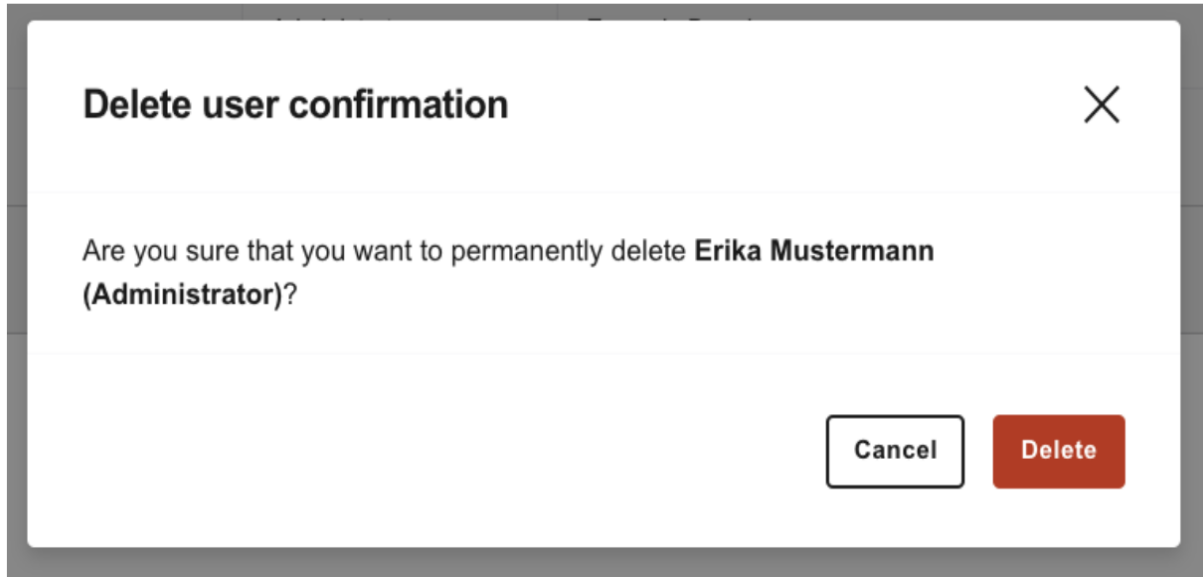 Delete user confirmation
Are you sure that you want to permanently delete Erika Mustermann
(Administrator)?
Cancel
Delete